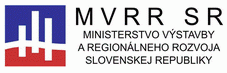 MVRR SR
MINISTERSTVO VÝSTAVBY
A REGIONÁLNEHO ROZVOJA
SLOVENSKEJ REPUBLIKY